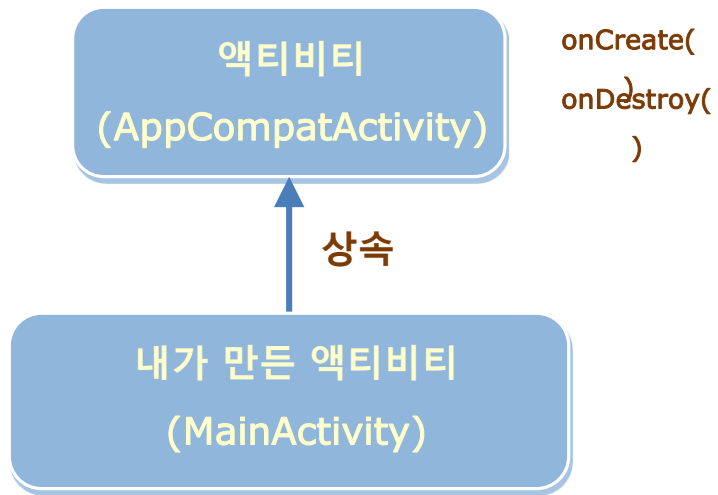 액티비티
(AppCompatActivity)
onCreate(
)
onDestroy(
)
상속
내가 만든 액티비티
(MainActivity)